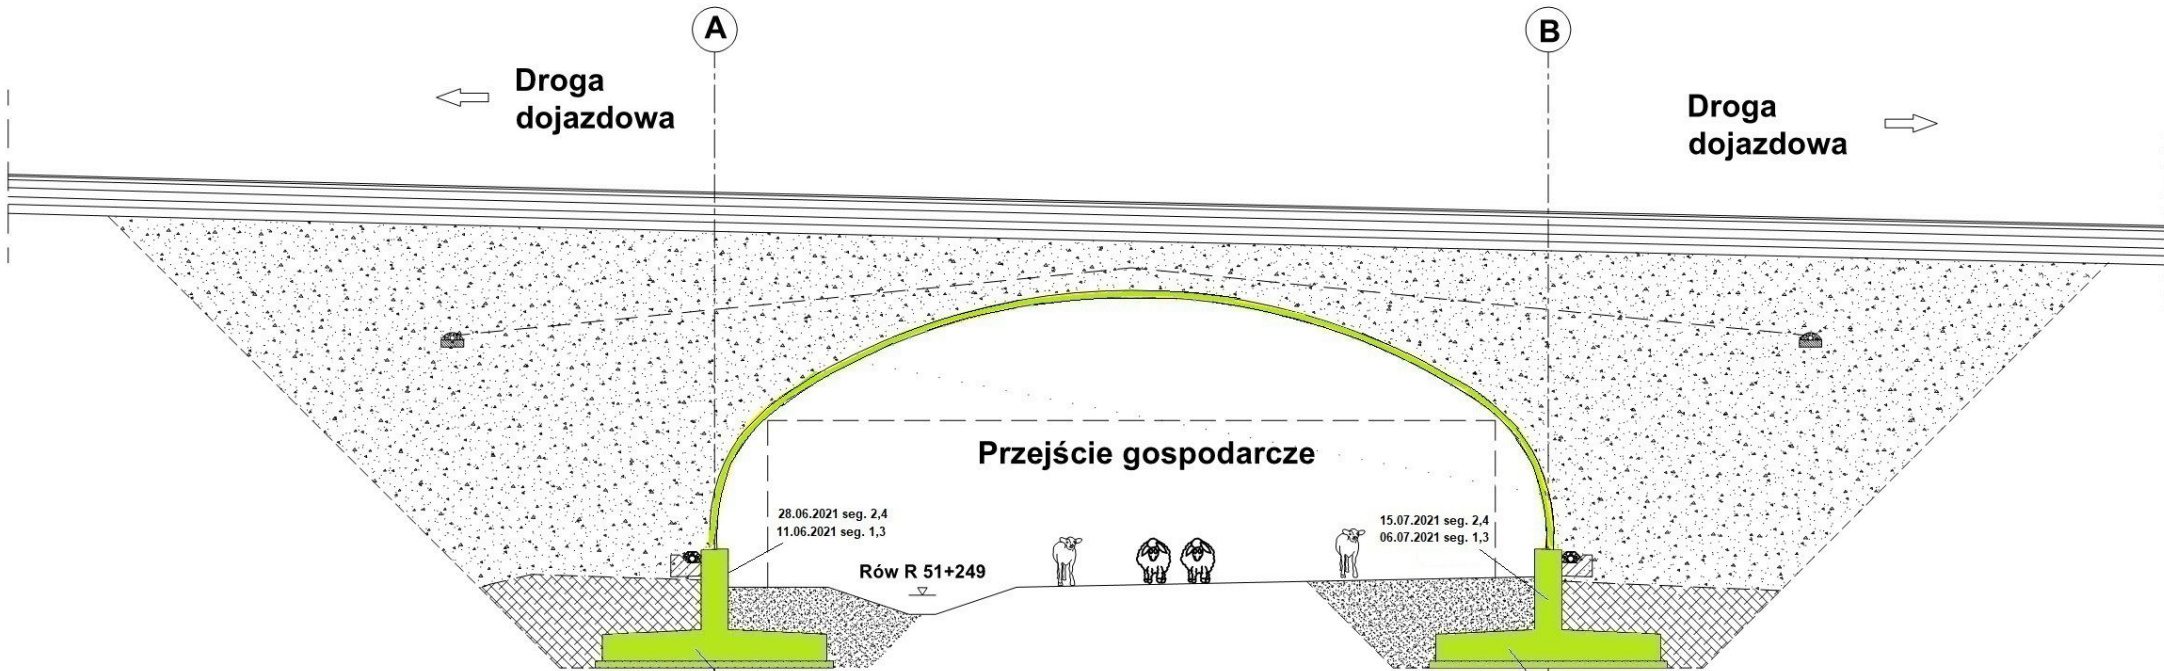 A
B
Droga
dojazdowa
Droga
dojazdowa
Przejście gospodarcze
28.06.2021 seg. 2,4
11.06.2021 seg. 1,3
15.07.2021 seg. 2,4
06.07.2021 seg. 1,3
Rów R 51+249